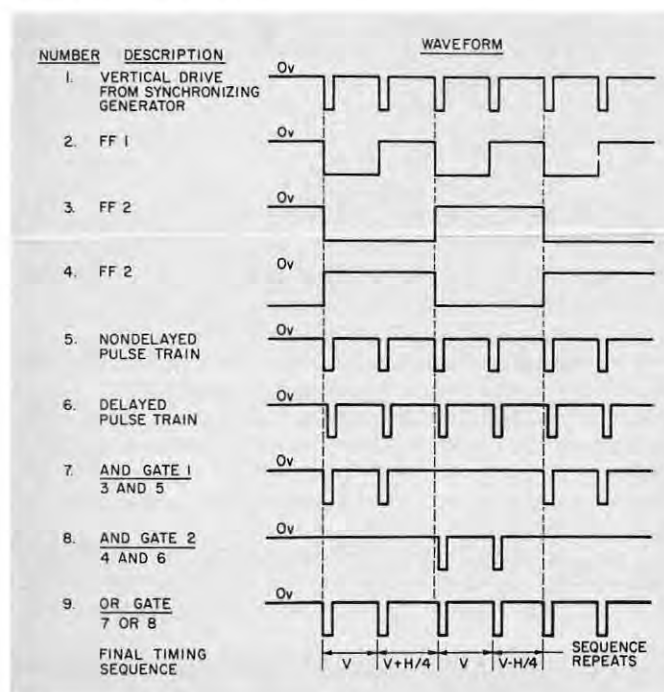 NUMBER DESCRIPTION WAVEFORM
1. VERTICAL DRIVE FROM SYNCHRONIZING GENERATOR Ov
2. FF 1 Ov
3. FF 2 Ov
4. FF 2 Ov
5. NONDELAYED PULSE TRAIN Ov
6. DELAYED PULSE TRAIN Ov
7. AND GATE 1 3 AND 5 Ov
8. AND GATE 2 4 AND 6 Ov
9. OR GATE 7 OR 8 Ov
FINAL TIMING SEQUENCE V V+H/4 V V-H/4 SEQUENCE REPEATS